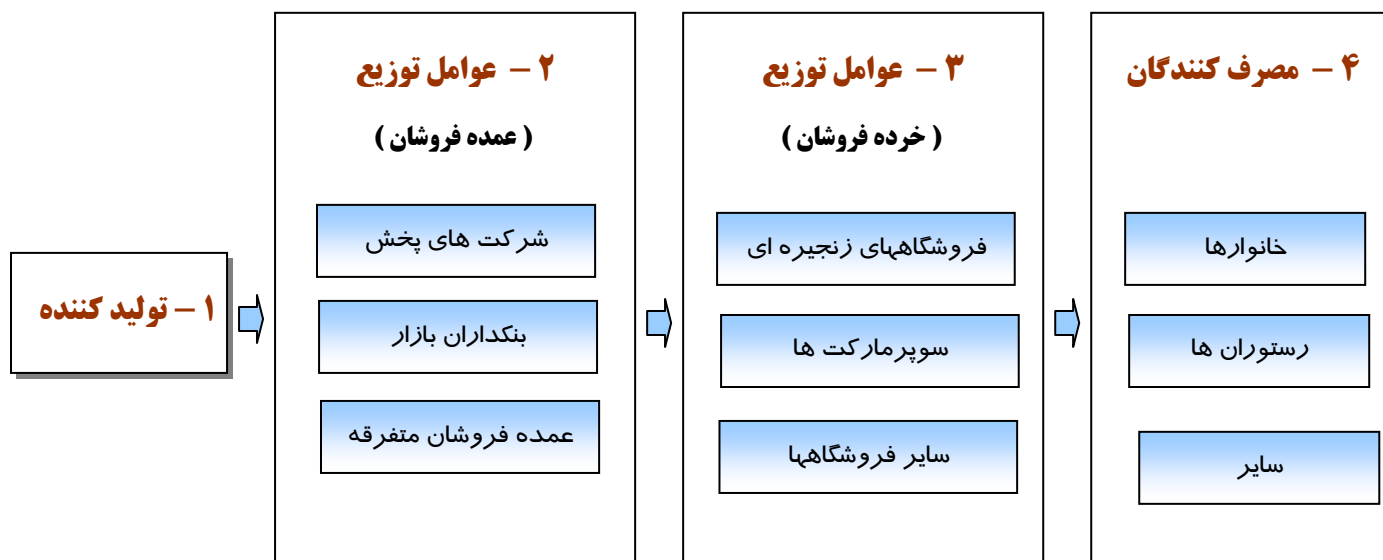 ۱ – تولید کننده
۲ – عوامل توزیع
( عمده فروشان )
شرکت های پخش
بنکداران بازار
عمده فروشان متفرقه
۳ – عوامل توزیع
( خرده فروشان )
فروشگاههای زنجیره ای
سوپرمارکت ها
سایر فروشگاهها
۴ – مصرف کنندگان
خانوارها
رستوران ها
سایر